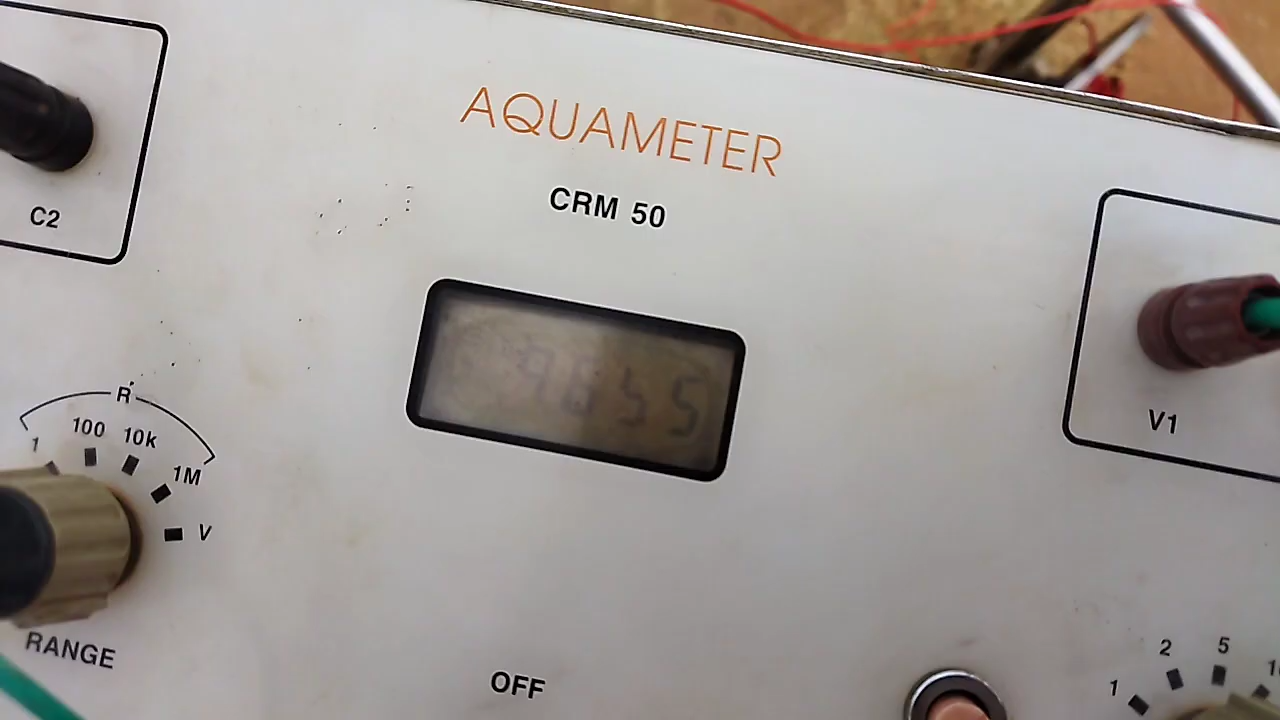 AQUAMETER
CRM 50
C2
R
1 100 10k 1M V
RANGE
OFF
V1
1 2 5